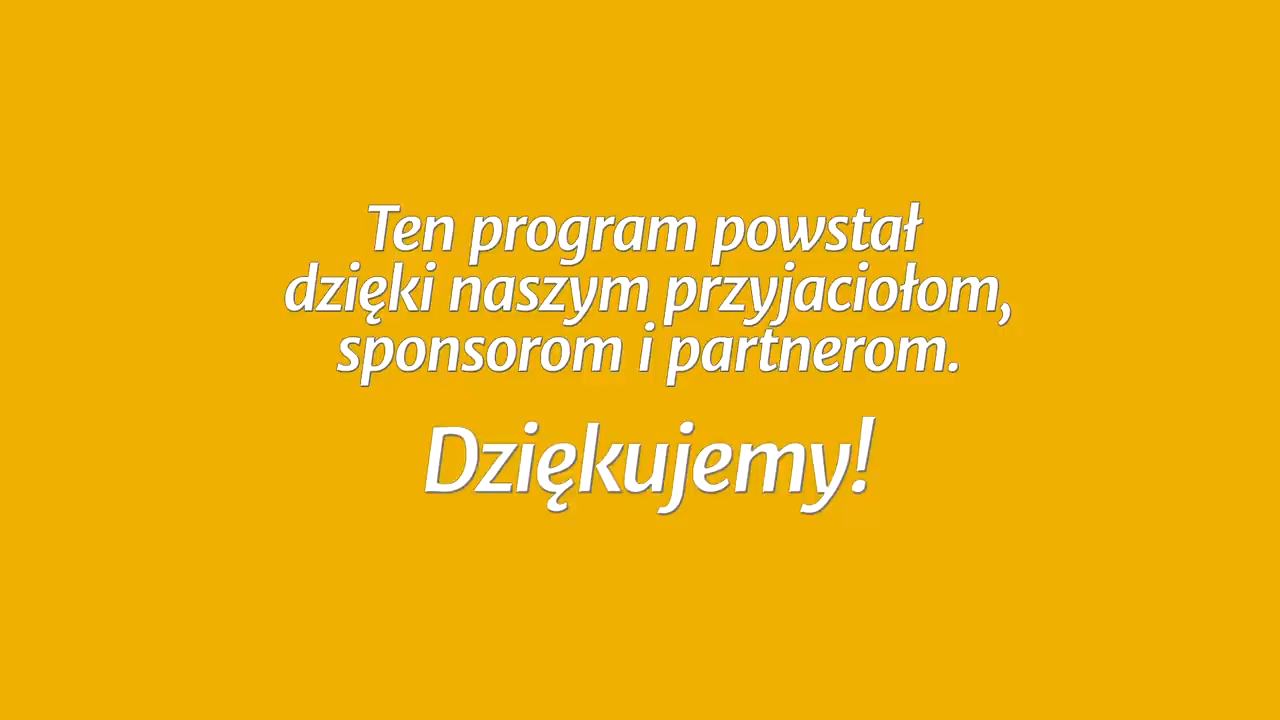 Ten program powstał
dzięki naszym przyjaciołom,
sponsorom i partnerom.
Dziękujemy!